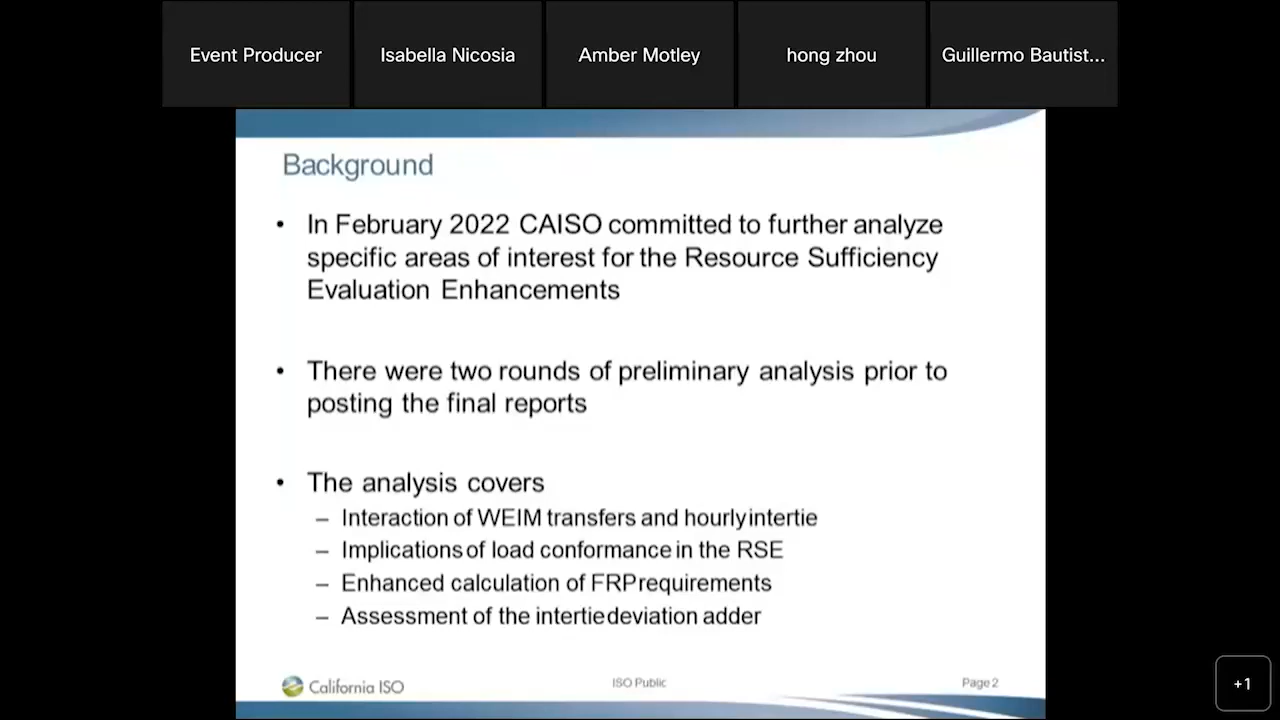 Event Producer
Isabella Nicosia
Amber Motley
hong zhou
Guillermo Bautist...
Background
• In February 2022 CAISO committed to further analyze
specific areas of interest for the Resource Sufficiency
Evaluation Enhancements
• There were two rounds of preliminary analysis prior to
posting the final reports
• The analysis covers
– Interaction of WEIM transfers and hourly intertie
– Implications of load conformance in the RSE
– Enhanced calculation of FRP requirements
– Assessment of the intertie deviation adder
California ISO
ISO Public
Page 2
+1